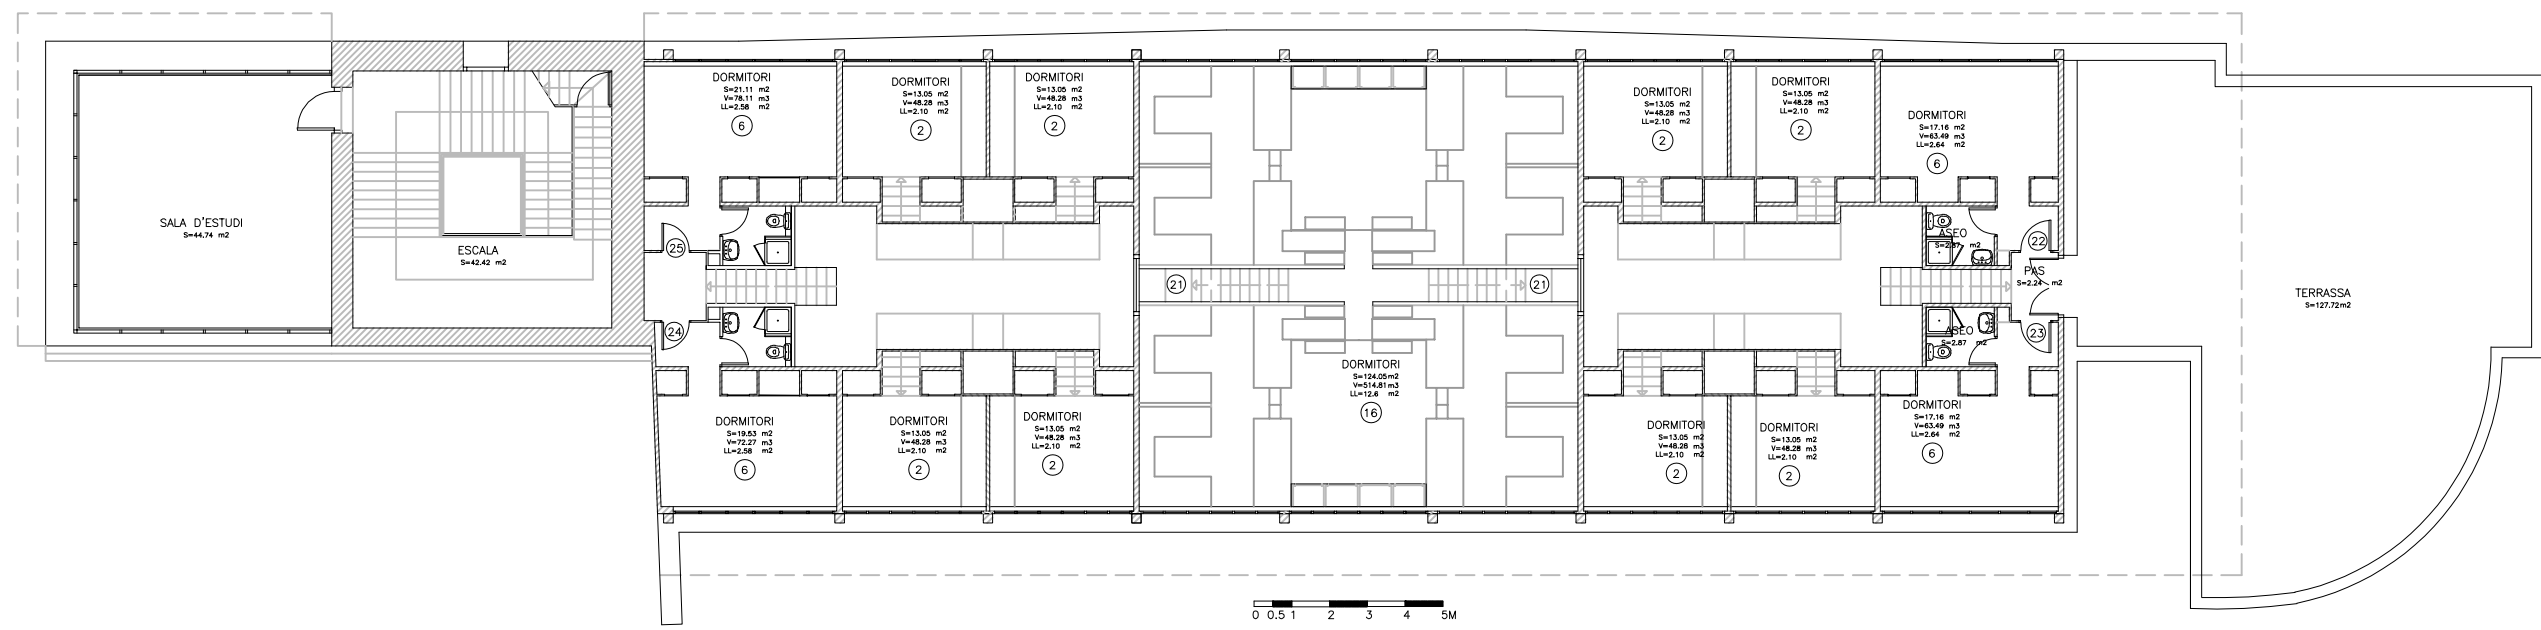 SALA D'ESTUDI
S=44.74 m2
ESCALA
S=42.42 m2
DORMITORI
S=21.11 m2
V=78.11 m3
LL=2.58 m2
6
DORMITORI
S=13.05 m2
V=48.28 m3
LL=2.10 m2
2
DORMITORI
S=13.05 m2
V=48.28 m3
LL=2.10 m2
2
DORMITORI
S=13.05 m2
V=48.28 m3
LL=2.10 m2
2
DORMITORI
S=13.05 m2
V=48.28 m3
LL=2.10 m2
2
DORMITORI
S=17.16 m2
V=63.49 m3
LL=2.64 m2
6
25
24
21
21
ASEO
S=2.87 m2
22
PAS
S=2.24 m2
ASEO
S=2.87 m2
23
TERRASSA
S=127.72m2
DORMITORI
S=19.53 m2
V=72.27 m3
LL=2.58 m2
6
DORMITORI
S=13.05 m2
V=48.28 m3
LL=2.10 m2
2
DORMITORI
S=13.05 m2
V=48.28 m3
LL=2.10 m2
2
DORMITORI
S=124.05m2
V=514.81m3
LL=12.6 m2
16
DORMITORI
S=13.05 m2
V=48.28 m3
LL=2.10 m2
2
DORMITORI
S=13.05 m2
V=48.28 m3
LL=2.10 m2
2
DORMITORI
S=17.16 m2
V=63.49 m3
LL=2.64 m2
6
0 0.5 1 2 3 4 5M